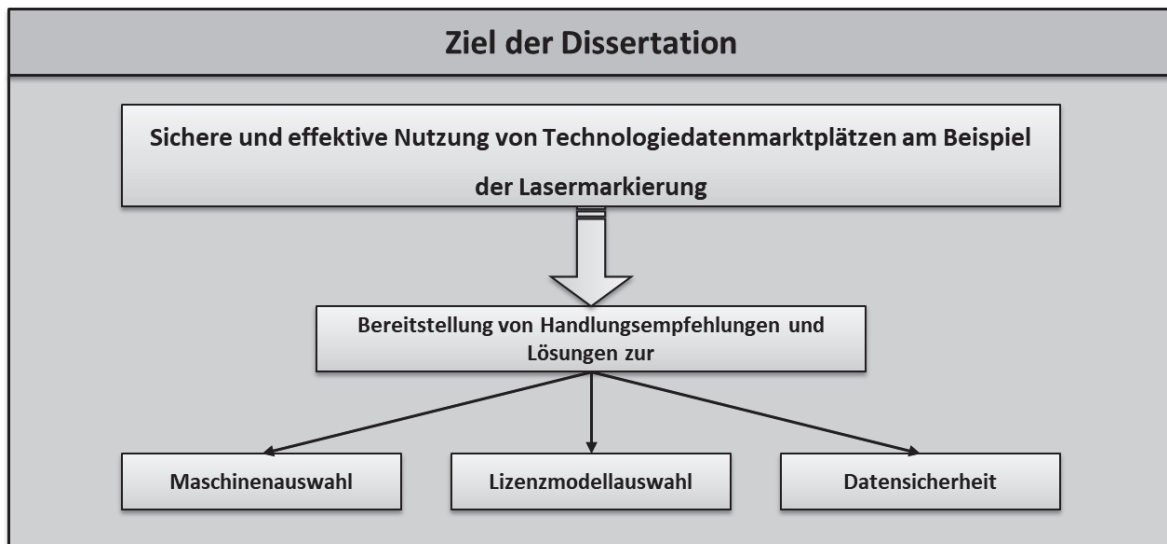 Ziel der Dissertation
Sichere und effektive Nutzung von Technologiedatenmarktplätzen am Beispiel
der Lasermarkierung
Bereitstellung von Handlungsempfehlungen und
Lösungen zur
Maschinenauswahl
Lizenzmodellauswahl
Datensicherheit